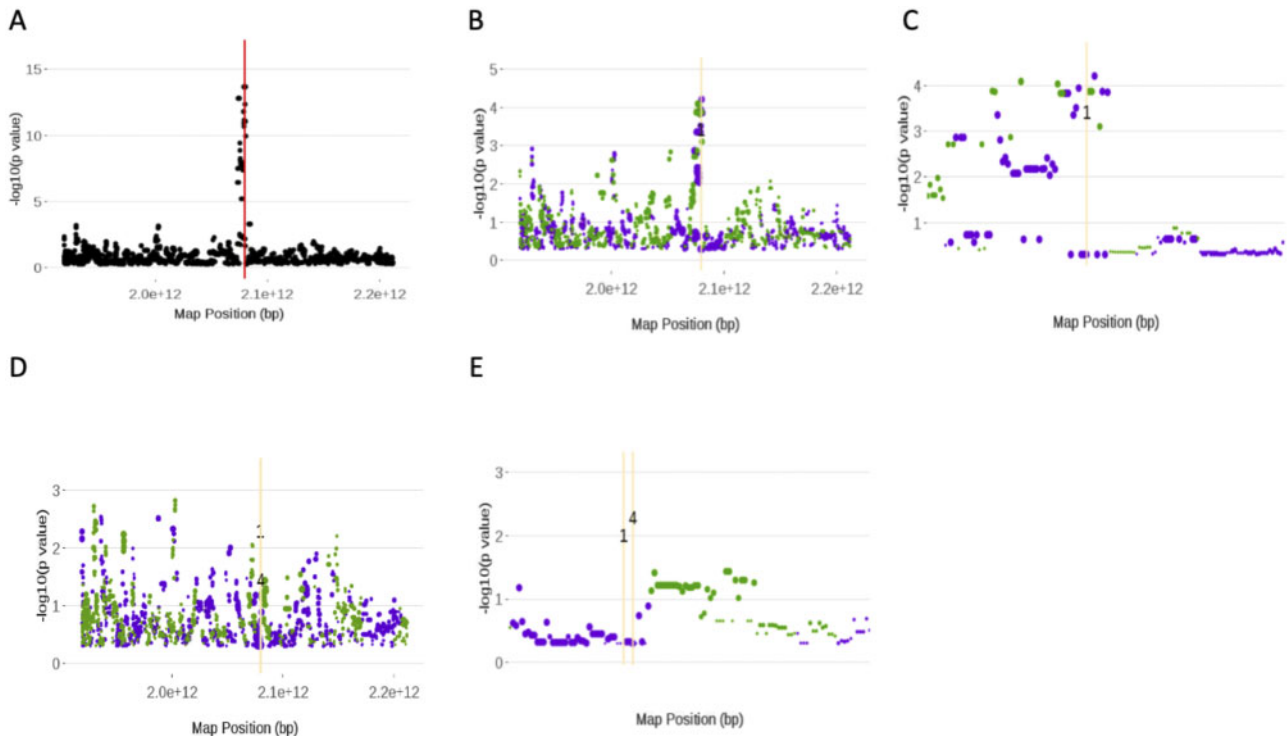 A
-log10(p value)
15
10
5
0
2.0e+12 2.1e+12 2.2e+12
Map Position (bp)
B
-log10(p value)
5
4
3
2
1
0
1
2.0e+12 2.1e+12 2.2e+12
Map Position (bp)
C
-log10(p value)
4
3
2
1
1
Map Position (bp)
D
-log10(p value)
3
2
1
0
1
4
2.0e+12 2.1e+12 2.2e+12
Map Position (bp)
E
-log10(p value)
3
2
1
0
1
4
Map Position (bp)